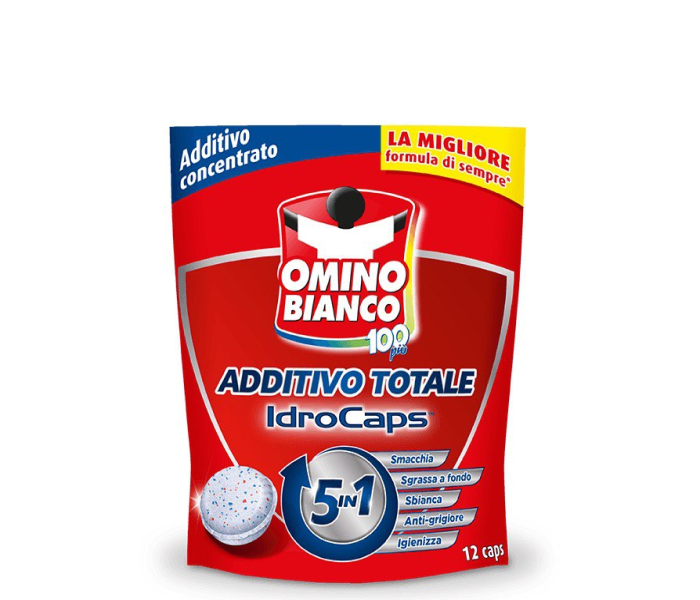 Additivo
concentrato
LA MIGLIORE
formula di sempre*
OMINO
BIANCO
100
più
ADDITIVO TOTALE
IdroCaps™
5IN1
Smacchia
Sgrassa a fondo
Sbianca
Anti-grigiore
Igienizza
12 caps